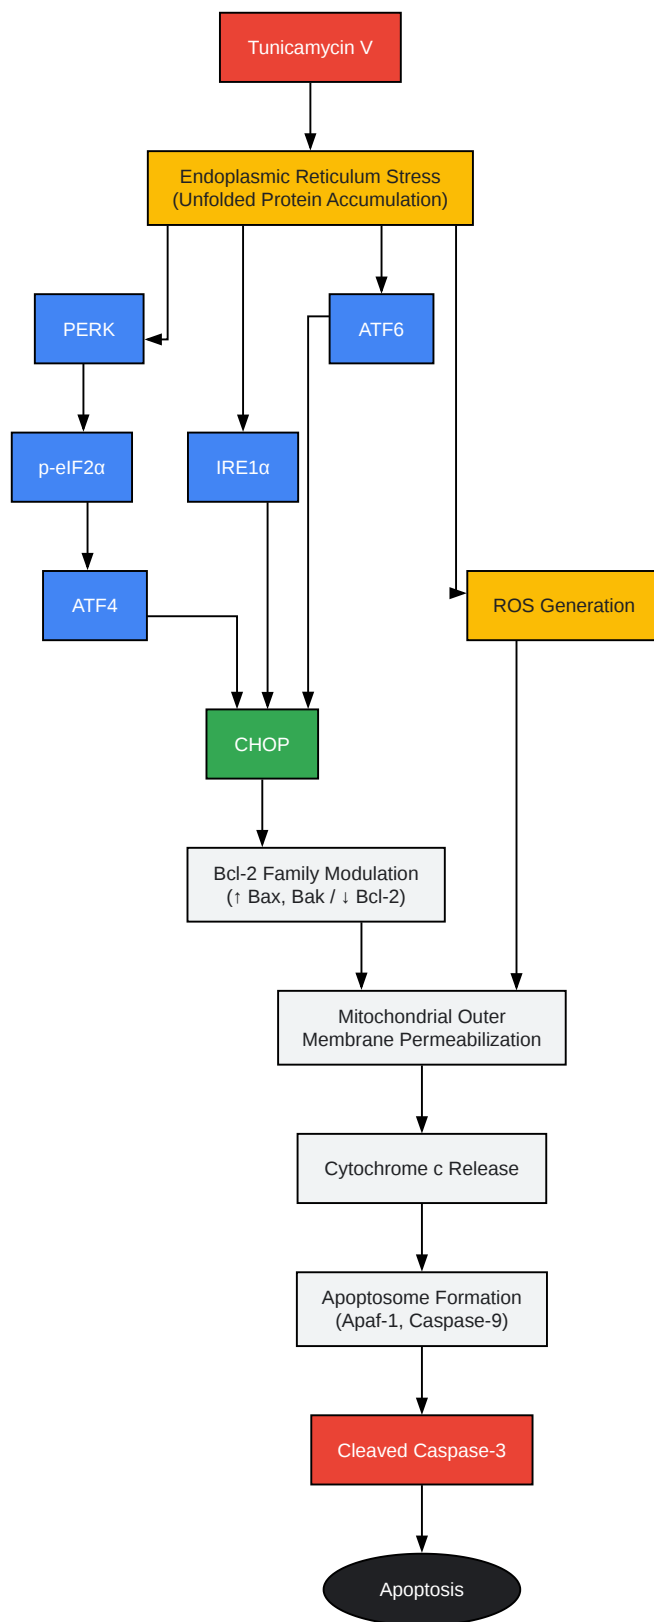 Tunicamycin V
Endoplasmic Reticulum Stress
(Unfolded Protein Accumulation)
PERK
ATF6
p-eIF2α
IRE1α
ATF4
ROS Generation
CHOP
Bcl-2 Family Modulation
(↑ Bax, Bak / ↓ Bcl-2)
Mitochondrial Outer
Membrane Permeabilization
Cytochrome c Release
Apoptosome Formation
(Apaf-1, Caspase-9)
Cleaved Caspase-3
Apoptosis